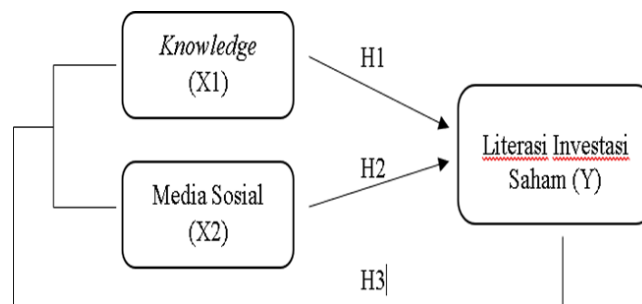 Knowledge
(X1)
H1
Literasi Investasi
Saham (Y)
Media Sosial
(X2)
H2
H3